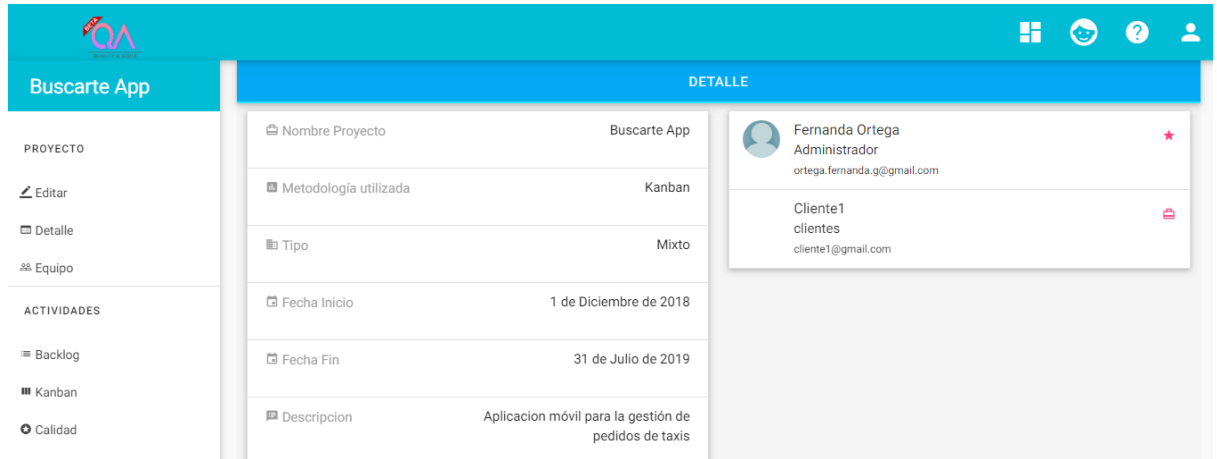 BETA
QA
Buscarte App
PROYECTO
Editar
Detalle
Equipo
ACTIVIDADES
Backlog
Kanban
Calidad
DETALLE
Nombre Proyecto Buscarte App
Metodología utilizada Kanban
Tipo Mixto
Fecha Inicio 1 de Diciembre de 2018
Fecha Fin 31 de Julio de 2019
Descripcion Aplicacion móvil para la gestión de
pedidos de taxis
Fernanda Ortega
Administrador
ortega.fernanda.g@gmail.com
Cliente1
clientes
cliente1@gmail.com